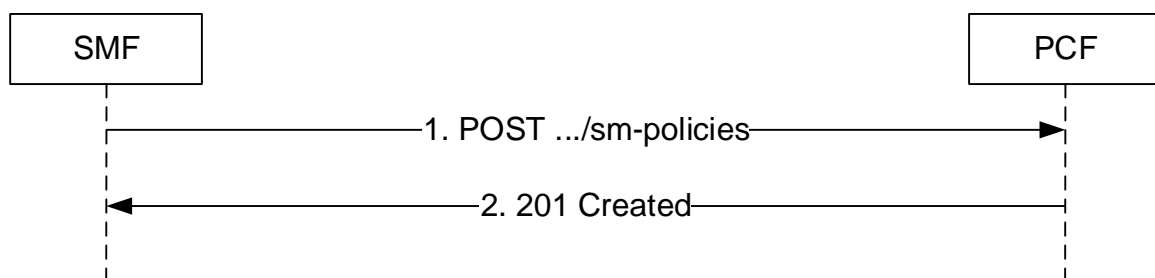 SMF
PCF
1. POST .../sm-policies
2. 201 Created